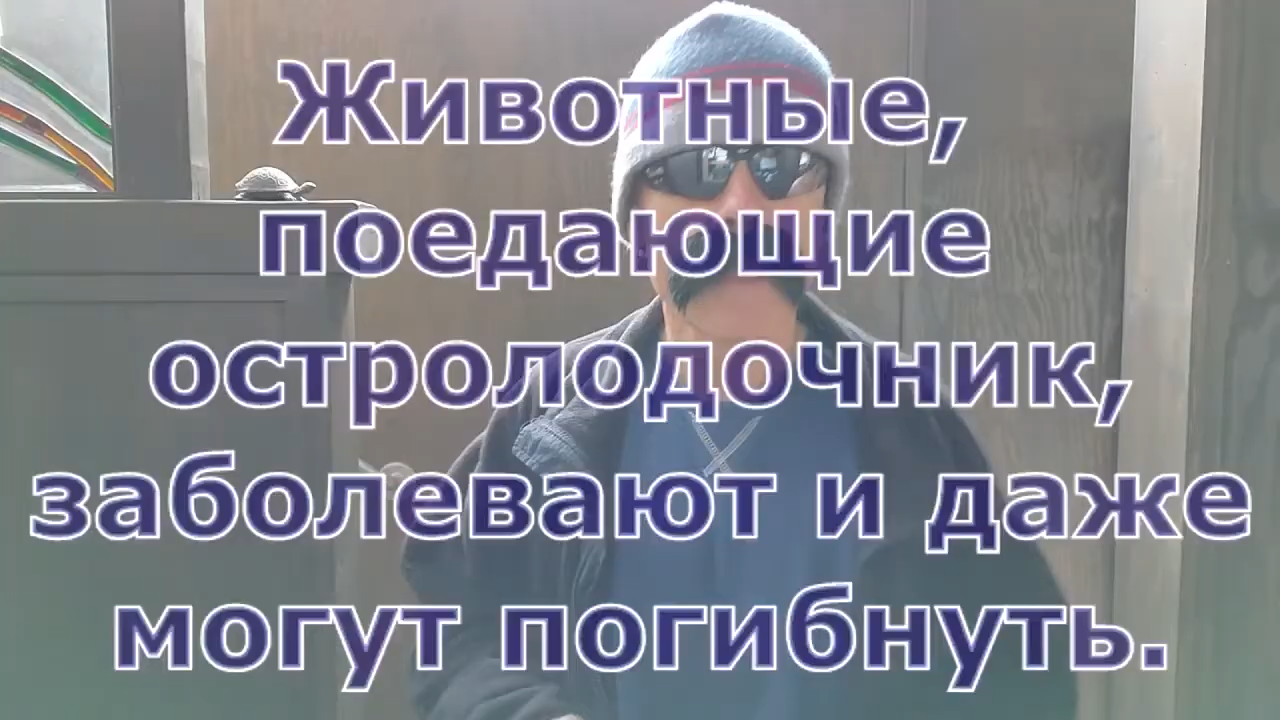 Животные,
поедающие
остролодочник,
заболевают и даже
могут погибнуть.